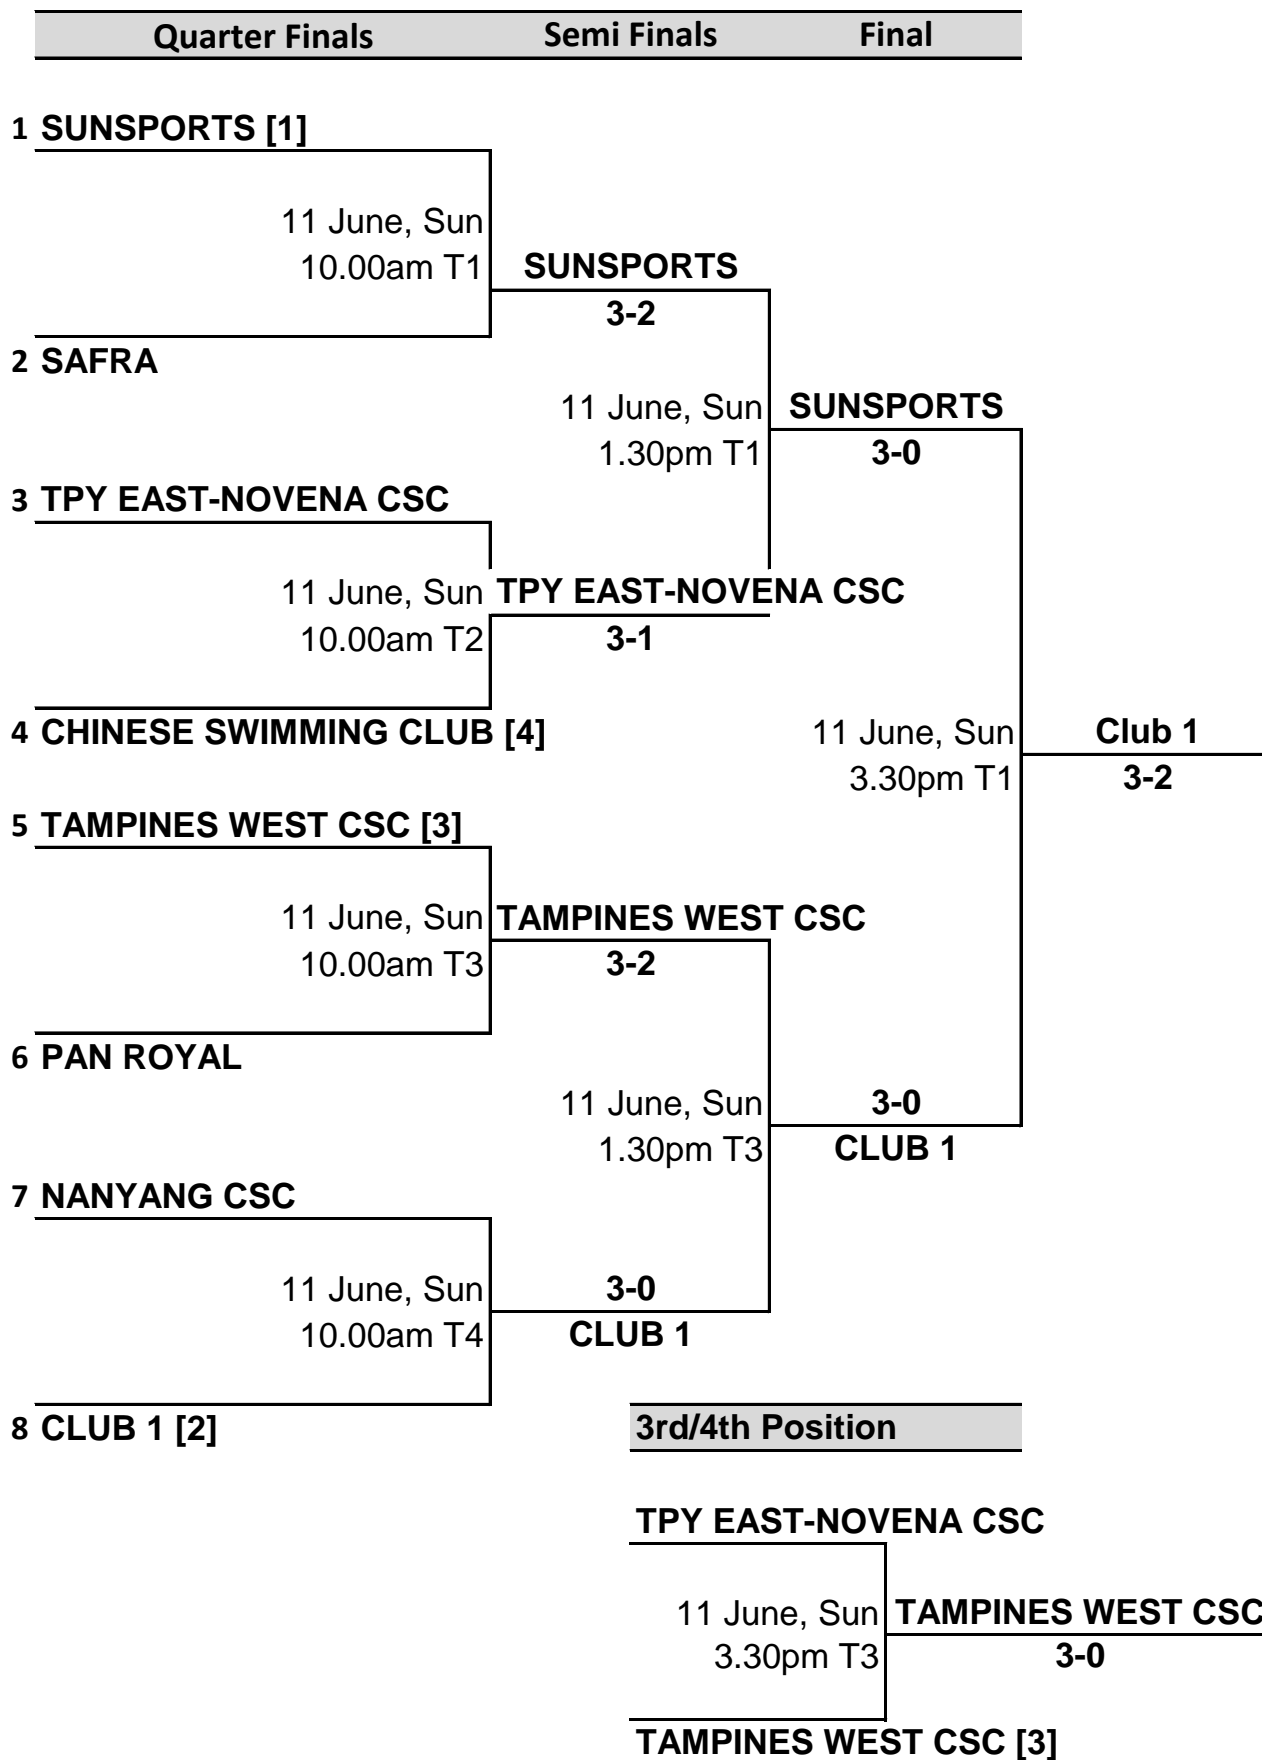 Quarter Finals Semi Finals Final
1 SUNSPORTS [1]
11 June, Sun
10.00am T1
SUNSPORTS
3-2
2 SAFRA
11 June, Sun
1.30pm T1
SUNSPORTS
3-0
3 TPY EAST-NOVENA CSC
11 June, Sun
10.00am T2
TPY EAST-NOVENA CSC
3-1
4 CHINESE SWIMMING CLUB [4]
11 June, Sun
3.30pm T1
Club 1
3-2
5 TAMPINES WEST CSC [3]
11 June, Sun
10.00am T3
TAMPINES WEST CSC
3-2
6 PAN ROYAL
11 June, Sun
1.30pm T3
3-0
CLUB 1
7 NANYANG CSC
11 June, Sun
10.00am T4
3-0
CLUB 1
8 CLUB 1 [2]
3rd/4th Position
TPY EAST-NOVENA CSC
11 June, Sun
3.30pm T3
TAMPINES WEST CSC
3-0
TAMPINES WEST CSC [3]